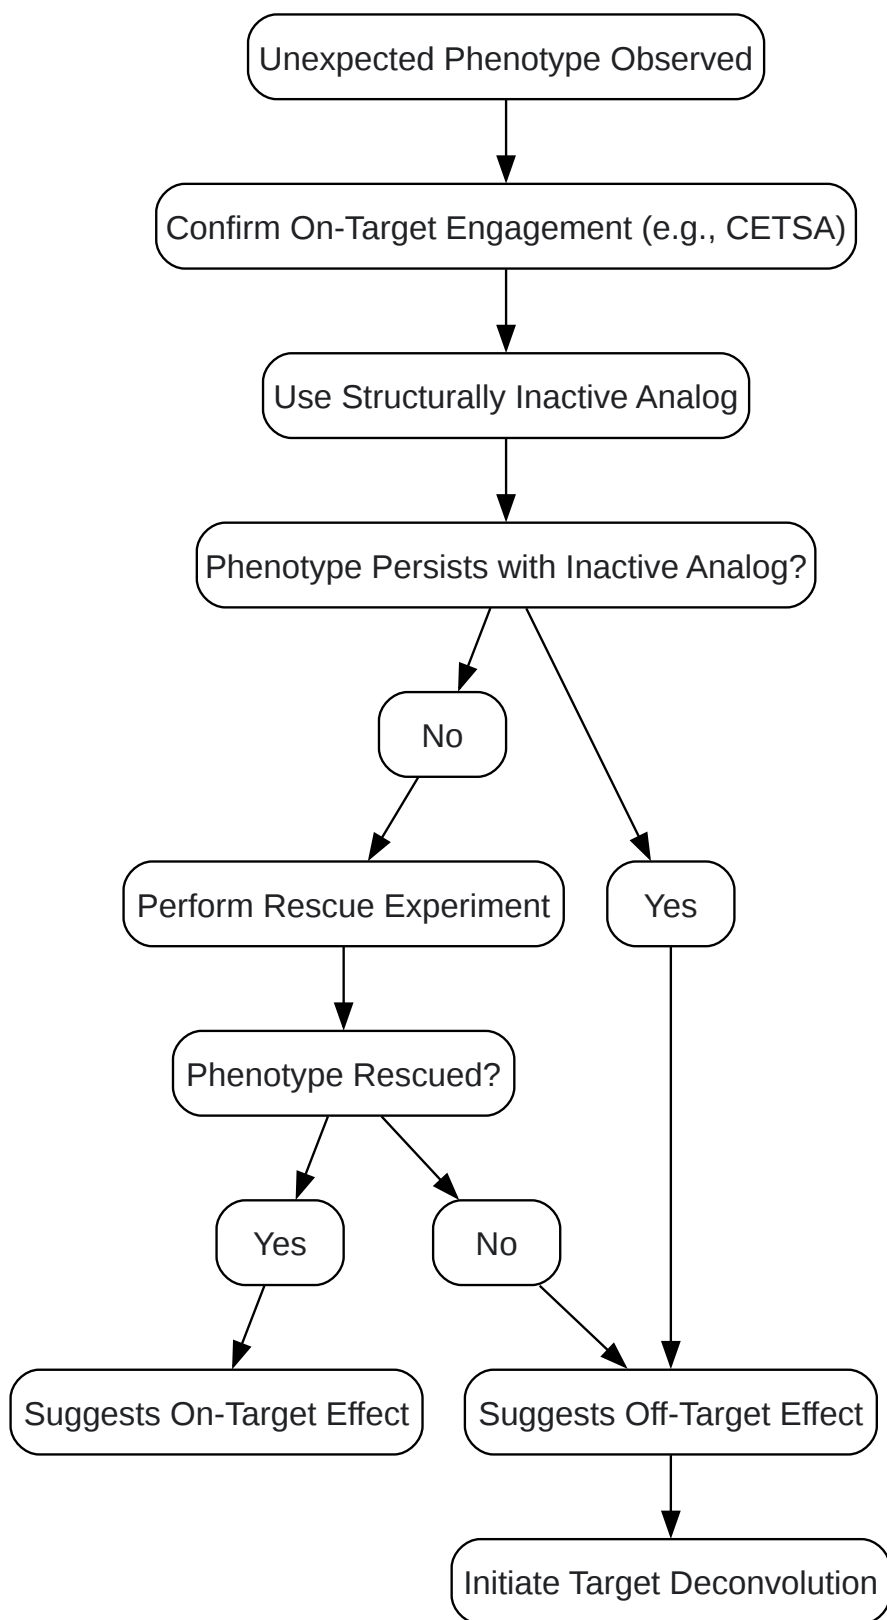 Unexpected Phenotype Observed
Confirm On-Target Engagement (e.g., CETSA)
Use Structurally Inactive Analog
Phenotype Persists with Inactive Analog?
No
Perform Rescue Experiment
Yes
Phenotype Rescued?
Yes
No
Suggests On-Target Effect
Suggests Off-Target Effect
Initiate Target Deconvolution